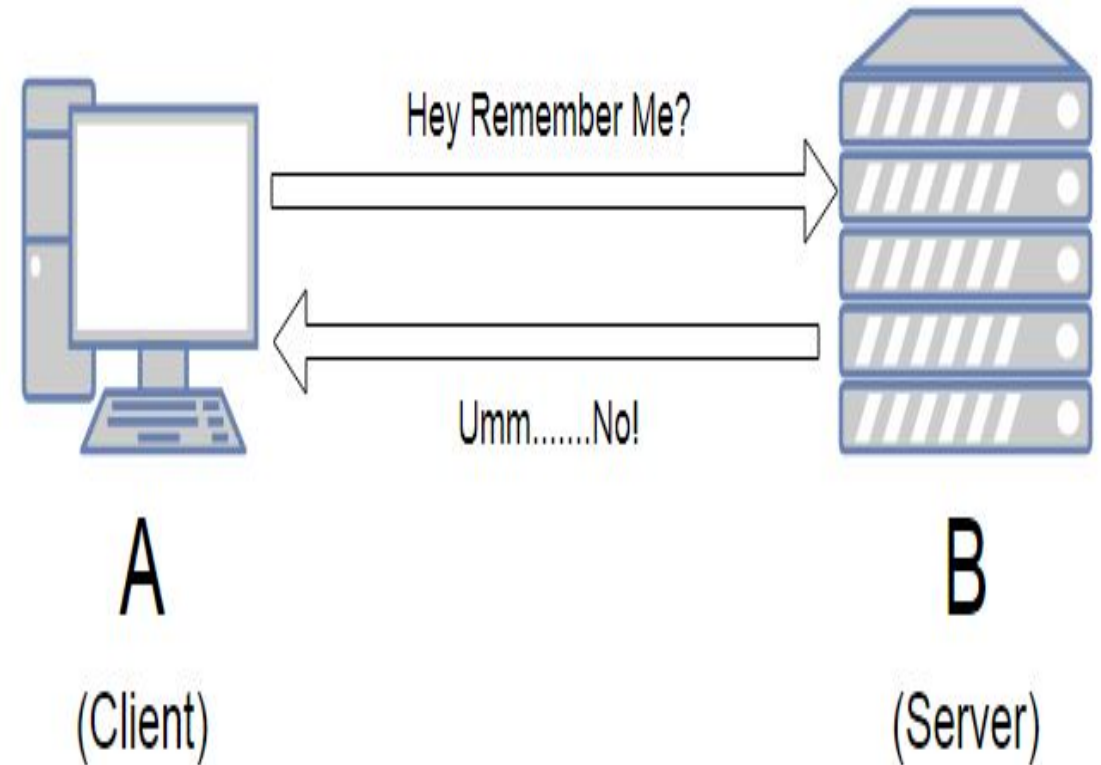 Hey Remember Me?
Umm.......No!
A
(Client)
B
(Server)